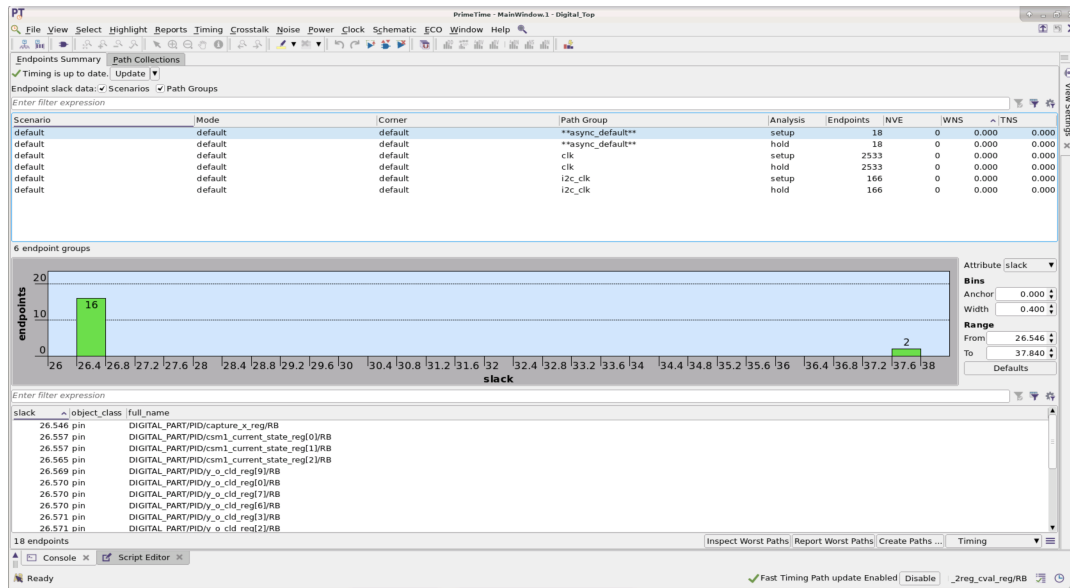 PT
PrimeTime - MainWindow.1 - Digital_Top
File View Select Highlight Reports Timing Crosstalk Noise Power Clock Schematic ECO Window Help
Endpoints Summary Path Collections
Timing is up to date. Update
Endpoint slack data: Scenarios Path Groups
Enter filter expression
Scenario Mode Corner Path Group Analysis Endpoints NVE WNS TNS
default default default **async_default** setup 18 0 0.000 0.000
default default default **async_default** hold 18 0 0.000 0.000
default default default clk setup 2533 0 0.000 0.000
default default default clk hold 2533 0 0.000 0.000
default default default i2c_clk setup 166 0 0.000 0.000
default default default i2c_clk hold 166 0 0.000 0.000
View Settings
6 endpoint groups
endpoints
20
10
0
16
2
26 26.4 26.8 27.2 27.6 28 28.4 28.8 29.2 29.6 30 30.4 30.8 31.2 31.6 32 32.4 32.8 33.2 33.6 34 34.4 34.8 35.2 35.6 36 36.4 36.8 37.2 37.6 38
slack
Attribute slack
Bins
Anchor 0.000
Width 0.400
Range
From 26.546
To 37.840
Defaults
Enter filter expression
slack object_class full_name
26.546 pin DIGITAL_PART/PID/capture_x_reg/RB
26.557 pin DIGITAL_PART/PID/csm1_current_state_reg[0]/RB
26.557 pin DIGITAL_PART/PID/csm1_current_state_reg[1]/RB
26.565 pin DIGITAL_PART/PID/csm1_current_state_reg[2]/RB
26.569 pin DIGITAL_PART/PID/y_o_cld_reg[9]/RB
26.570 pin DIGITAL_PART/PID/y_o_cld_reg[0]/RB
26.570 pin DIGITAL_PART/PID/y_o_cld_reg[7]/RB
26.570 pin DIGITAL_PART/PID/y_o_cld_reg[6]/RB
26.571 pin DIGITAL_PART/PID/y_o_cld_reg[3]/RB
26.571 pin DIGITAL_PART/PID/y_o_cld_reg[2]/RB
18 endpoints
Inspect Worst Paths Report Worst Paths Create Paths ... Timing
Console Script Editor
Ready
Fast Timing Path update Enabled Disable _2reg_cval_reg/RB